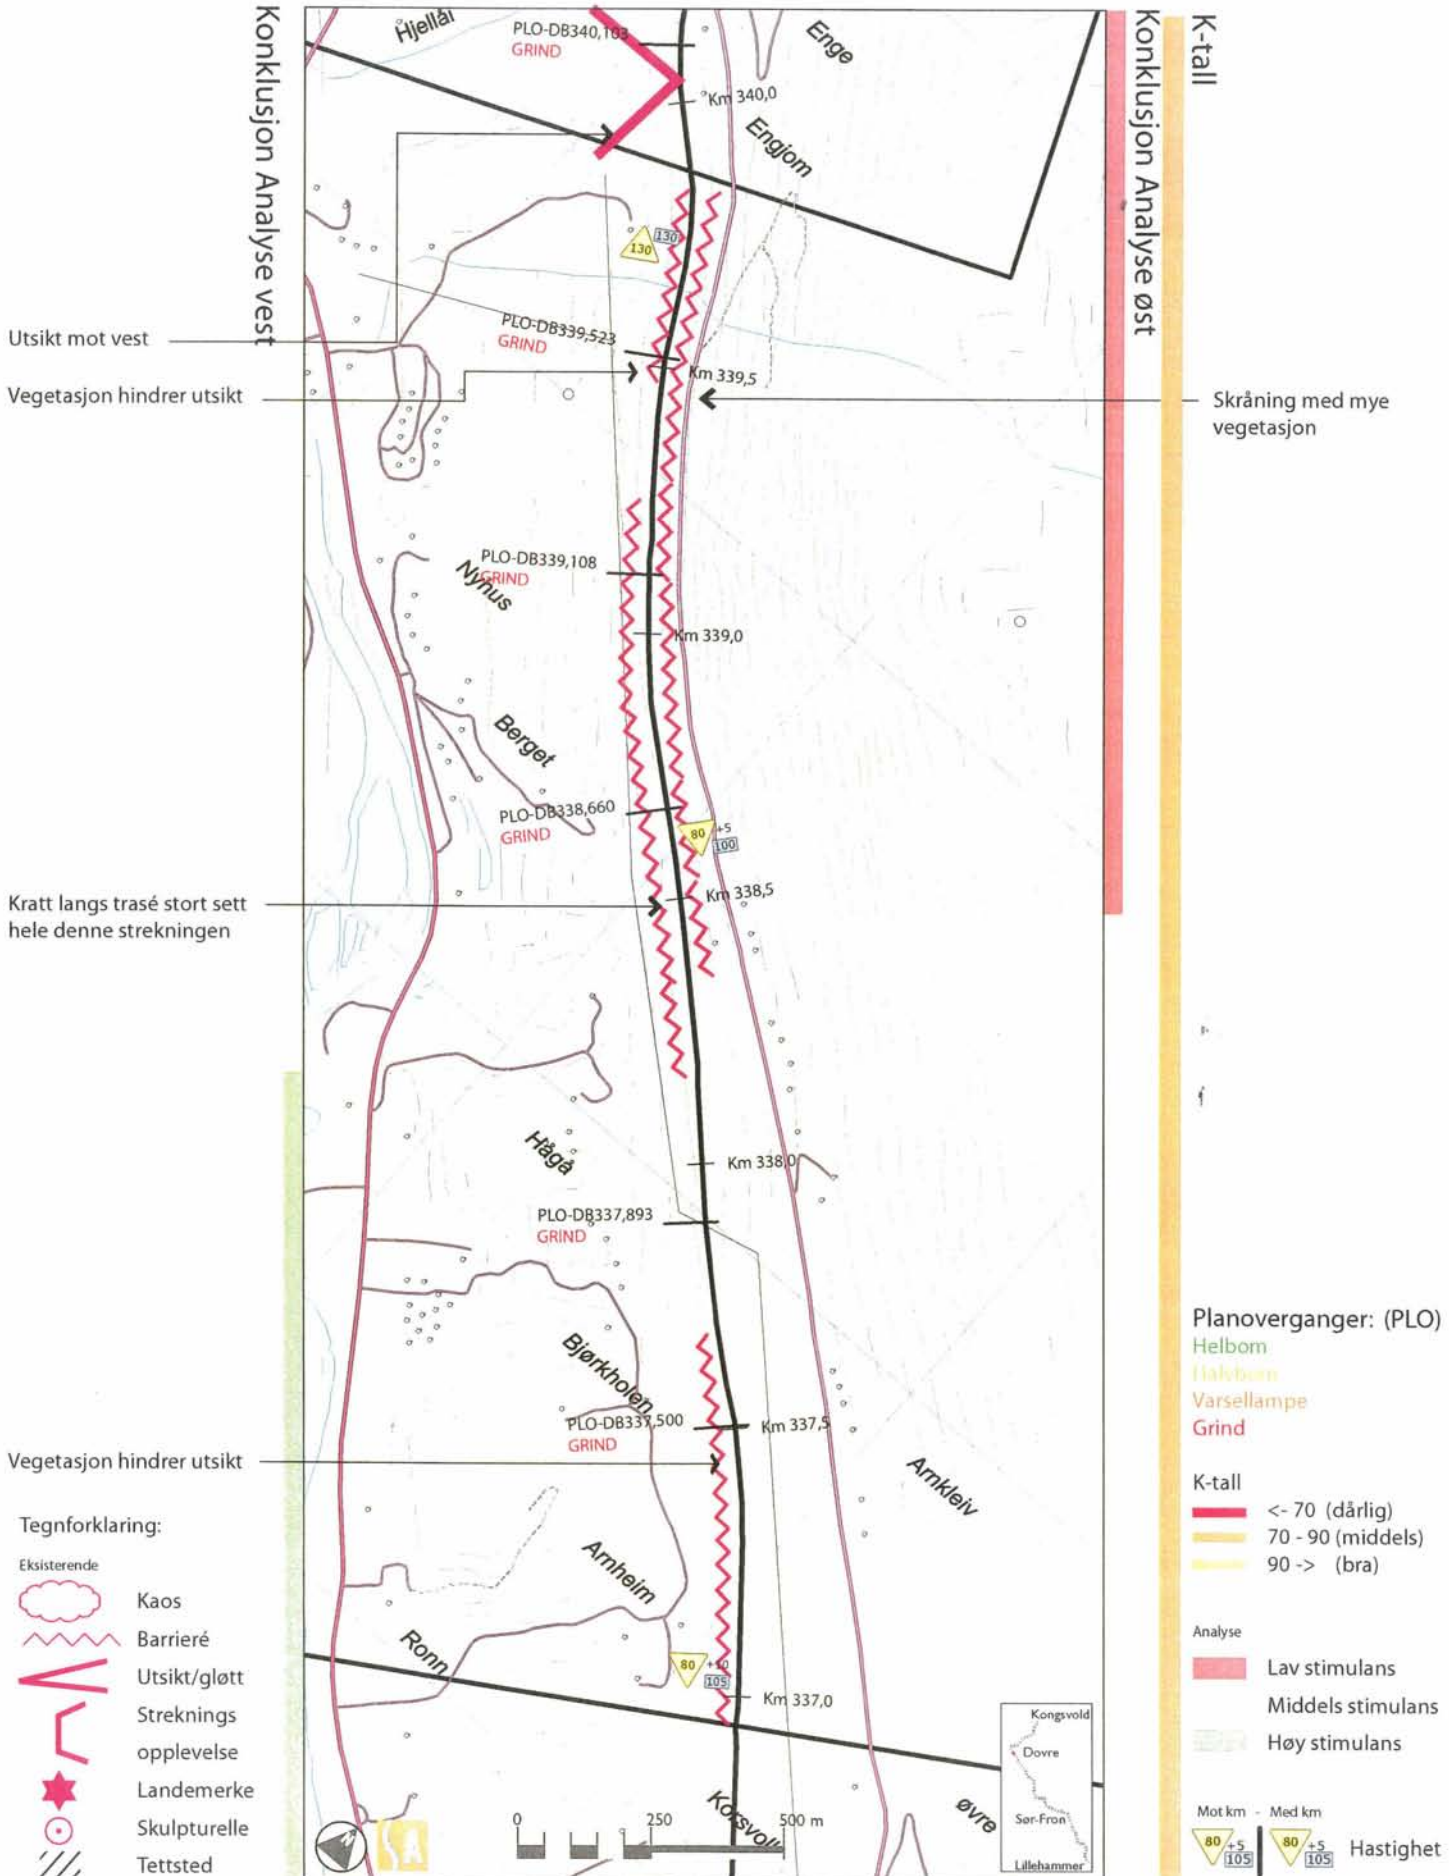 Konklusjon Analyse vest
Konklusjon Analyse øst
K-tall
Hjellål
PLO-DB340,103
GRIND
Enge
Km 340,0
Engjom
130
130
Utsikt mot vest
PLO-DB339,523
GRIND
Km 339,5
Vegetasjon hindrer utsikt
Skråning med mye
vegetasjon
PLO-DB339,108
GRIND
Nyhus
Km 339,0
Berget
PLO-DB338,660
GRIND
80 +5
100
Km 338,5
Kratt langs trasé stort sett
hele denne strekningen
Hågå
Km 338,0
PLO-DB337,893
GRIND
Bjørkholen
PLO-DB337,500
GRIND
Km 337,5
Vegetasjon hindrer utsikt
Arnkleiv
Arnheim
Ronn
80 +10
105
Km 337,0
Korsvoll
øvre
0 250 500 m
N
Kongsvold
Dovre
Sør-Fron
Lillehammer
Tegnforklaring:
Eksisterende
Kaos
Barrieré
Utsikt/gløtt
Streknings
opplevelse
Landemerke
Skulpturelle
Tettsted
Planoverganger: (PLO)
Helbom
Halvbom
Varsellampe
Grind
K-tall
<- 70 (dårlig)
70 - 90 (middels)
90 -> (bra)
Analyse
Lav stimulans
Middels stimulans
Høy stimulans
Mot km - Med km
80 +5 105 80 +5 105 Hastighet